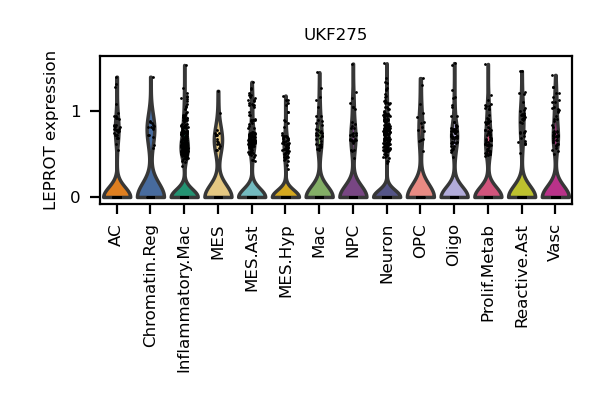 UKF275
LEPROT expression
1
0
AC
Chromatin.Reg
Inflammatory.Mac
MES
MES.Ast
MES.Hyp
Mac
NPC
Neuron
OPC
Oligo
Prolif.Metab
Reactive.Ast
Vasc